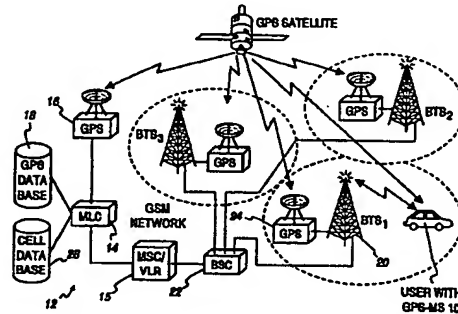 GPS SATELLITE
16
GPS
18
GPS
DATA
BASE
CELL
DATA
BASE
26
12
MLC
14
GSM
NETWORK
MSC/
VLR
15
BSC
22
BTS3
GPS
GPS
BTS2
24
GPS
BTS1
20
USER WITH
GPS-MS 10